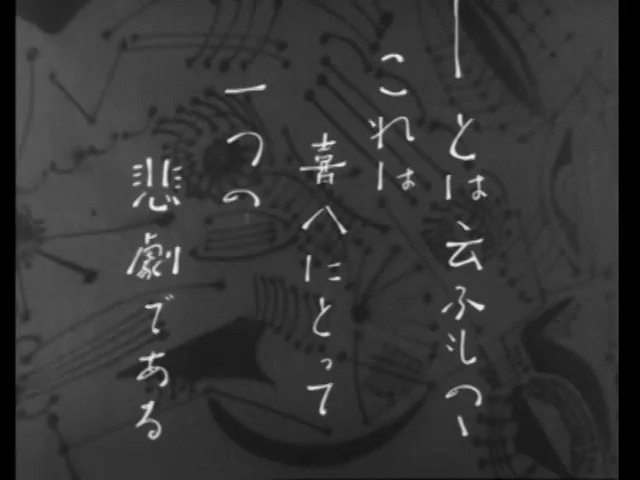 ―とは云ふものゝ
これは
喜八にとって
一つの
悲劇である